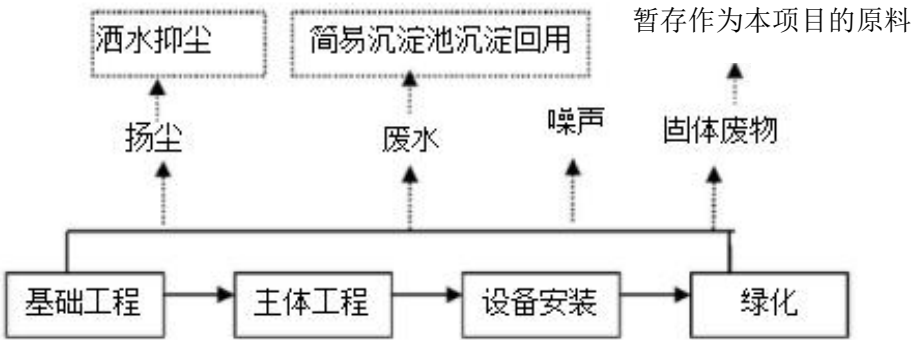 洒水抑尘
简易沉淀池沉淀回用
暂存作为本项目的原料
扬尘
废水
噪声
固体废物
基础工程
主体工程
设备安装
绿化